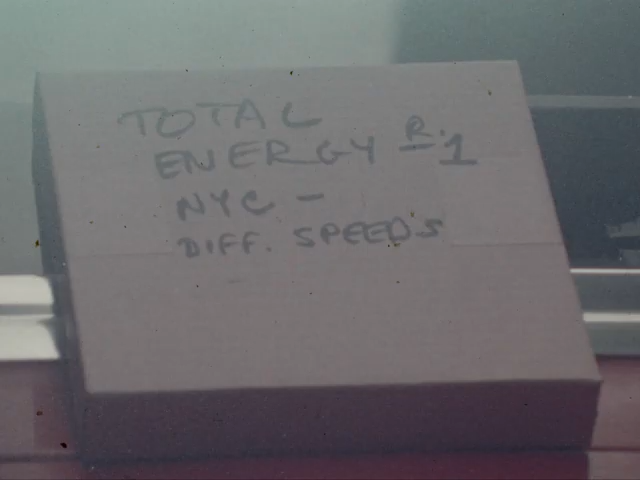 TOTAL
ENERGY R.1
NYC -
DIFF. SPEEDS